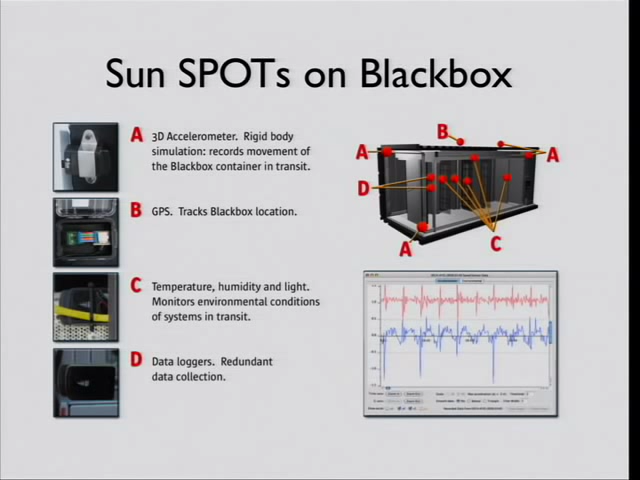 Sun SPOTs on Blackbox
A
3D Accelerometer. Rigid body
simulation: records movement of
the Blackbox container in transit.
B
GPS. Tracks Blackbox location.
C
Temperature, humidity and light.
Monitors environmental conditions
of systems in transit.
D
Data loggers. Redundant
data collection.
B
A
A
D
A
C